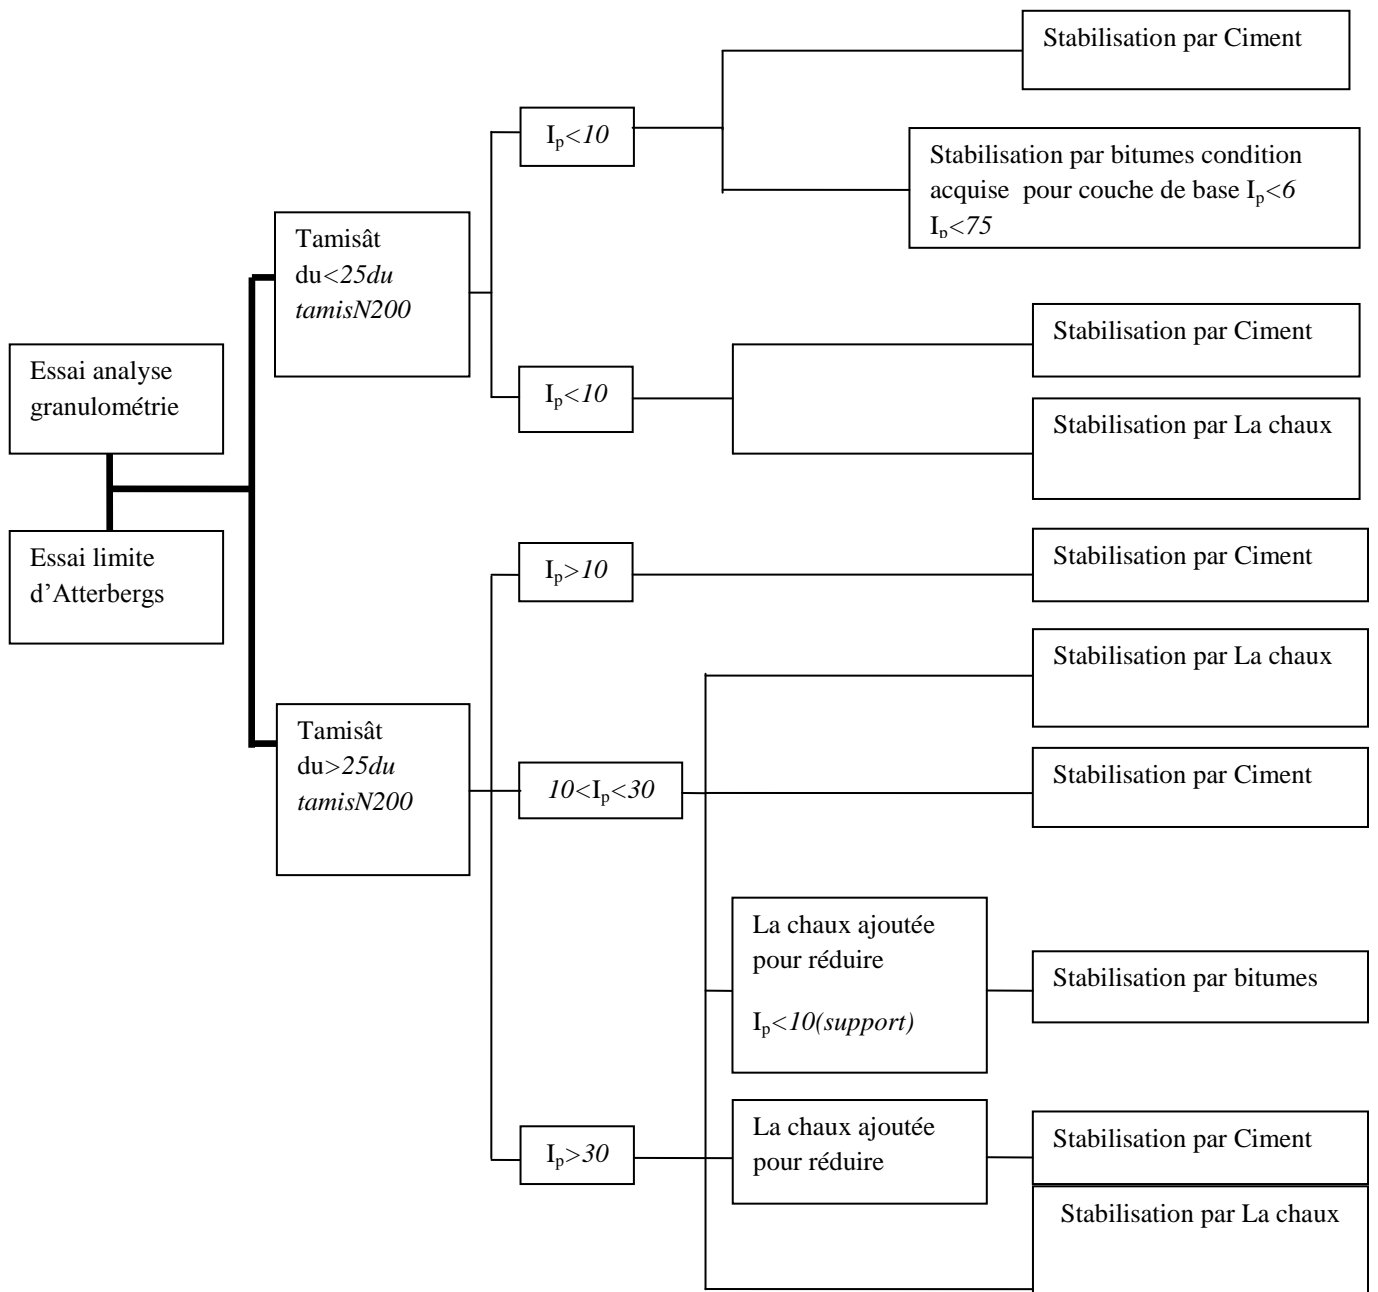 Essai analyse
granulométrie
Essai limite
d’Atterbergs
Tamisât
du<25du
tamisN200
Ip<10
Stabilisation par Ciment
Stabilisation par bitumes condition
acquise pour couche de base Ip<6
Ip<75
Ip<10
Stabilisation par Ciment
Stabilisation par La chaux
Tamisât
du>25du
tamisN200
Ip>10
Stabilisation par Ciment
10<Ip<30
Stabilisation par La chaux
Stabilisation par Ciment
La chaux ajoutée
pour réduire
Ip<10(support)
Stabilisation par bitumes
Ip>30
La chaux ajoutée
pour réduire
Stabilisation par Ciment
Stabilisation par La chaux